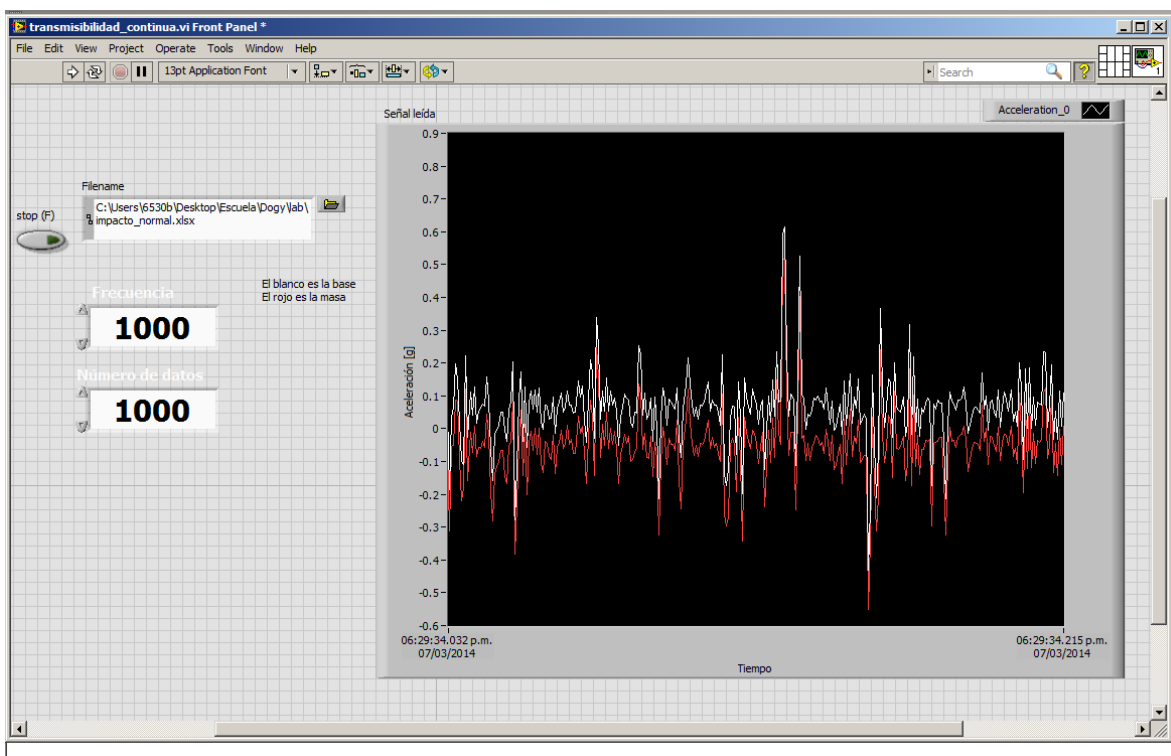 transmisibilidad_continua.vi Front Panel *
File Edit View Project Operate Tools Window Help
13pt Application Font
Search
1
Señal leída
Acceleration_0
Filename
stop (F)
C:\Users\6530b\Desktop\Escuela\Dogy\lab\
impacto_normal.xlsx
El blanco es la base
El rojo es la masa
Frecuencia
1000
Número de datos
1000
Aceleración [g]
0.9
0.8
0.7
0.6
0.5
0.4
0.3
0.2
0.1
0
-0.1
-0.2
-0.3
-0.4
-0.5
-0.6
06:29:34.032 p.m.
07/03/2014
06:29:34.215 p.m.
07/03/2014
Tiempo